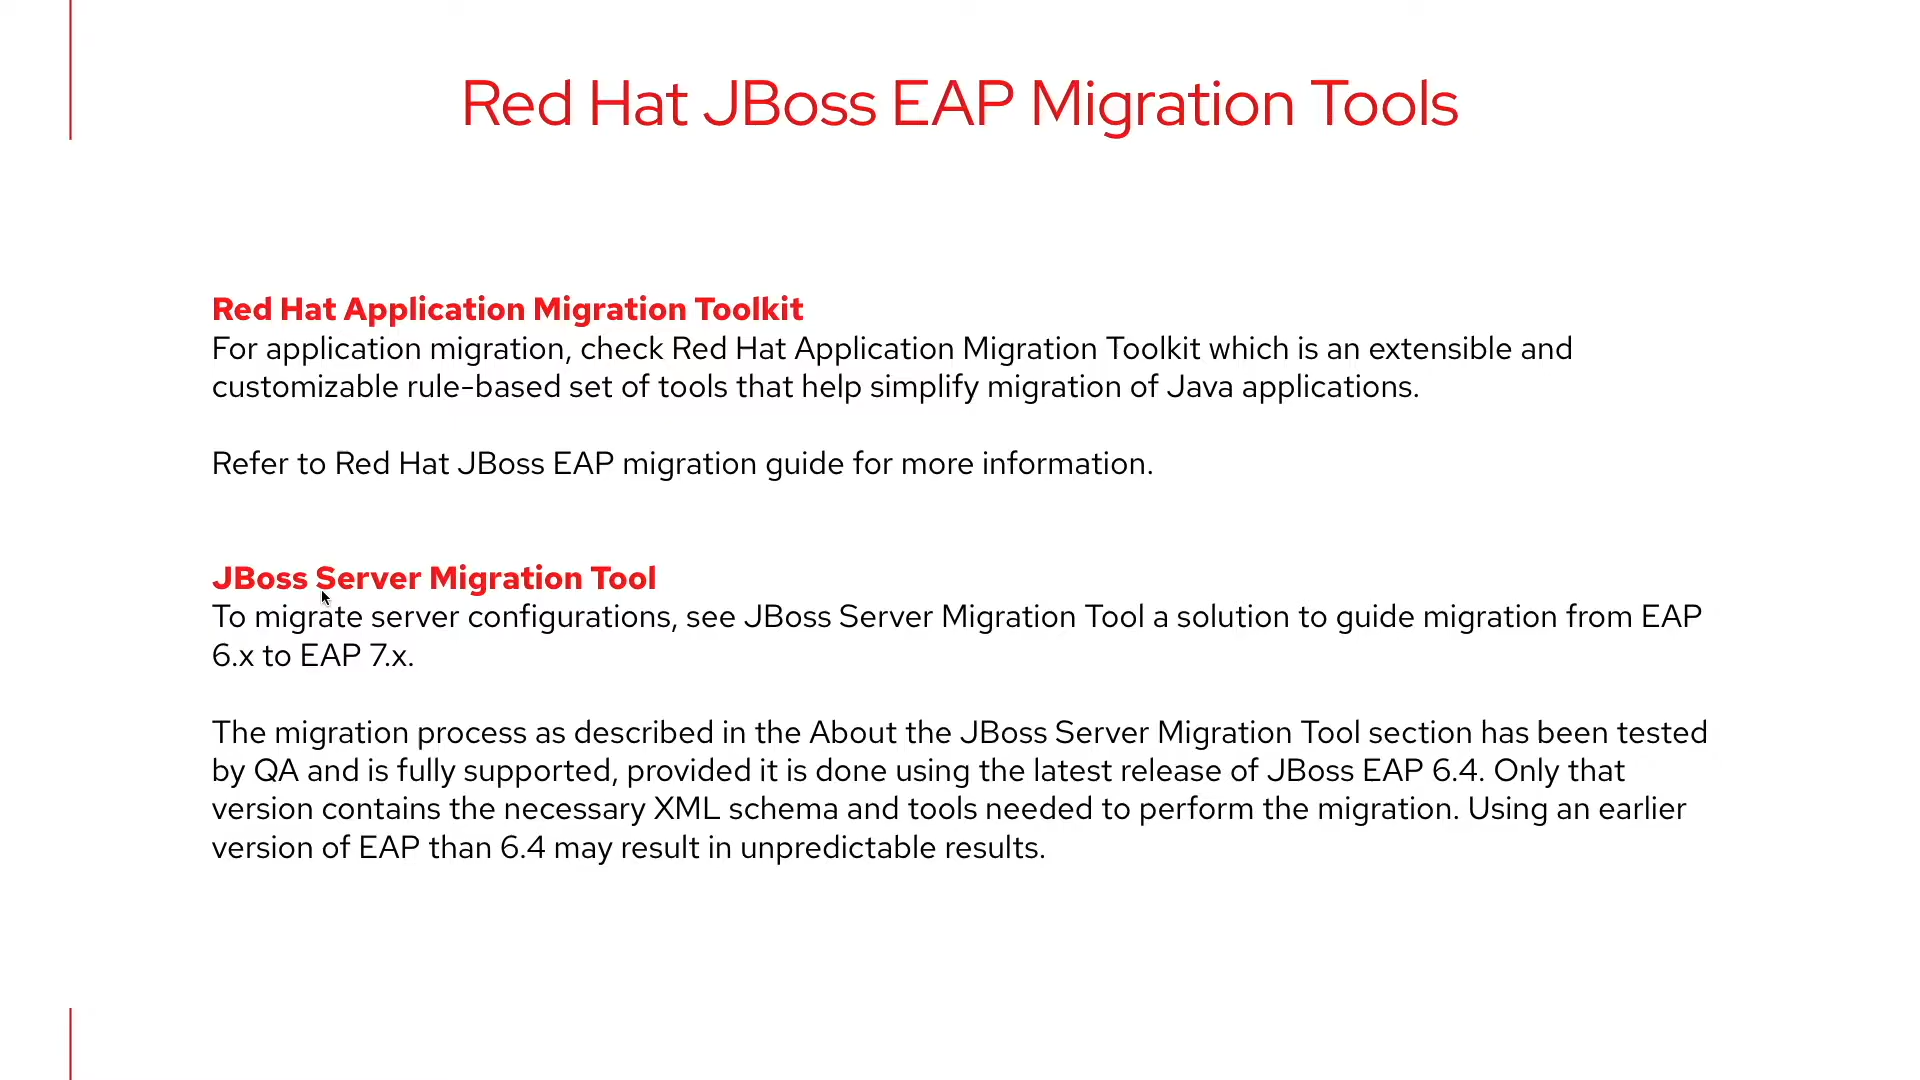 Red Hat JBoss EAP Migration Tools
Red Hat Application Migration Toolkit
For application migration, check Red Hat Application Migration Toolkit which is an extensible and
customizable rule-based set of tools that help simplify migration of Java applications.
Refer to Red Hat JBoss EAP migration guide for more information.
JBoss Server Migration Tool
To migrate server configurations, see JBoss Server Migration Tool a solution to guide migration from EAP
6.x to EAP 7.x.
The migration process as described in the About the JBoss Server Migration Tool section has been tested
by QA and is fully supported, provided it is done using the latest release of JBoss EAP 6.4. Only that
version contains the necessary XML schema and tools needed to perform the migration. Using an earlier
version of EAP than 6.4 may result in unpredictable results.